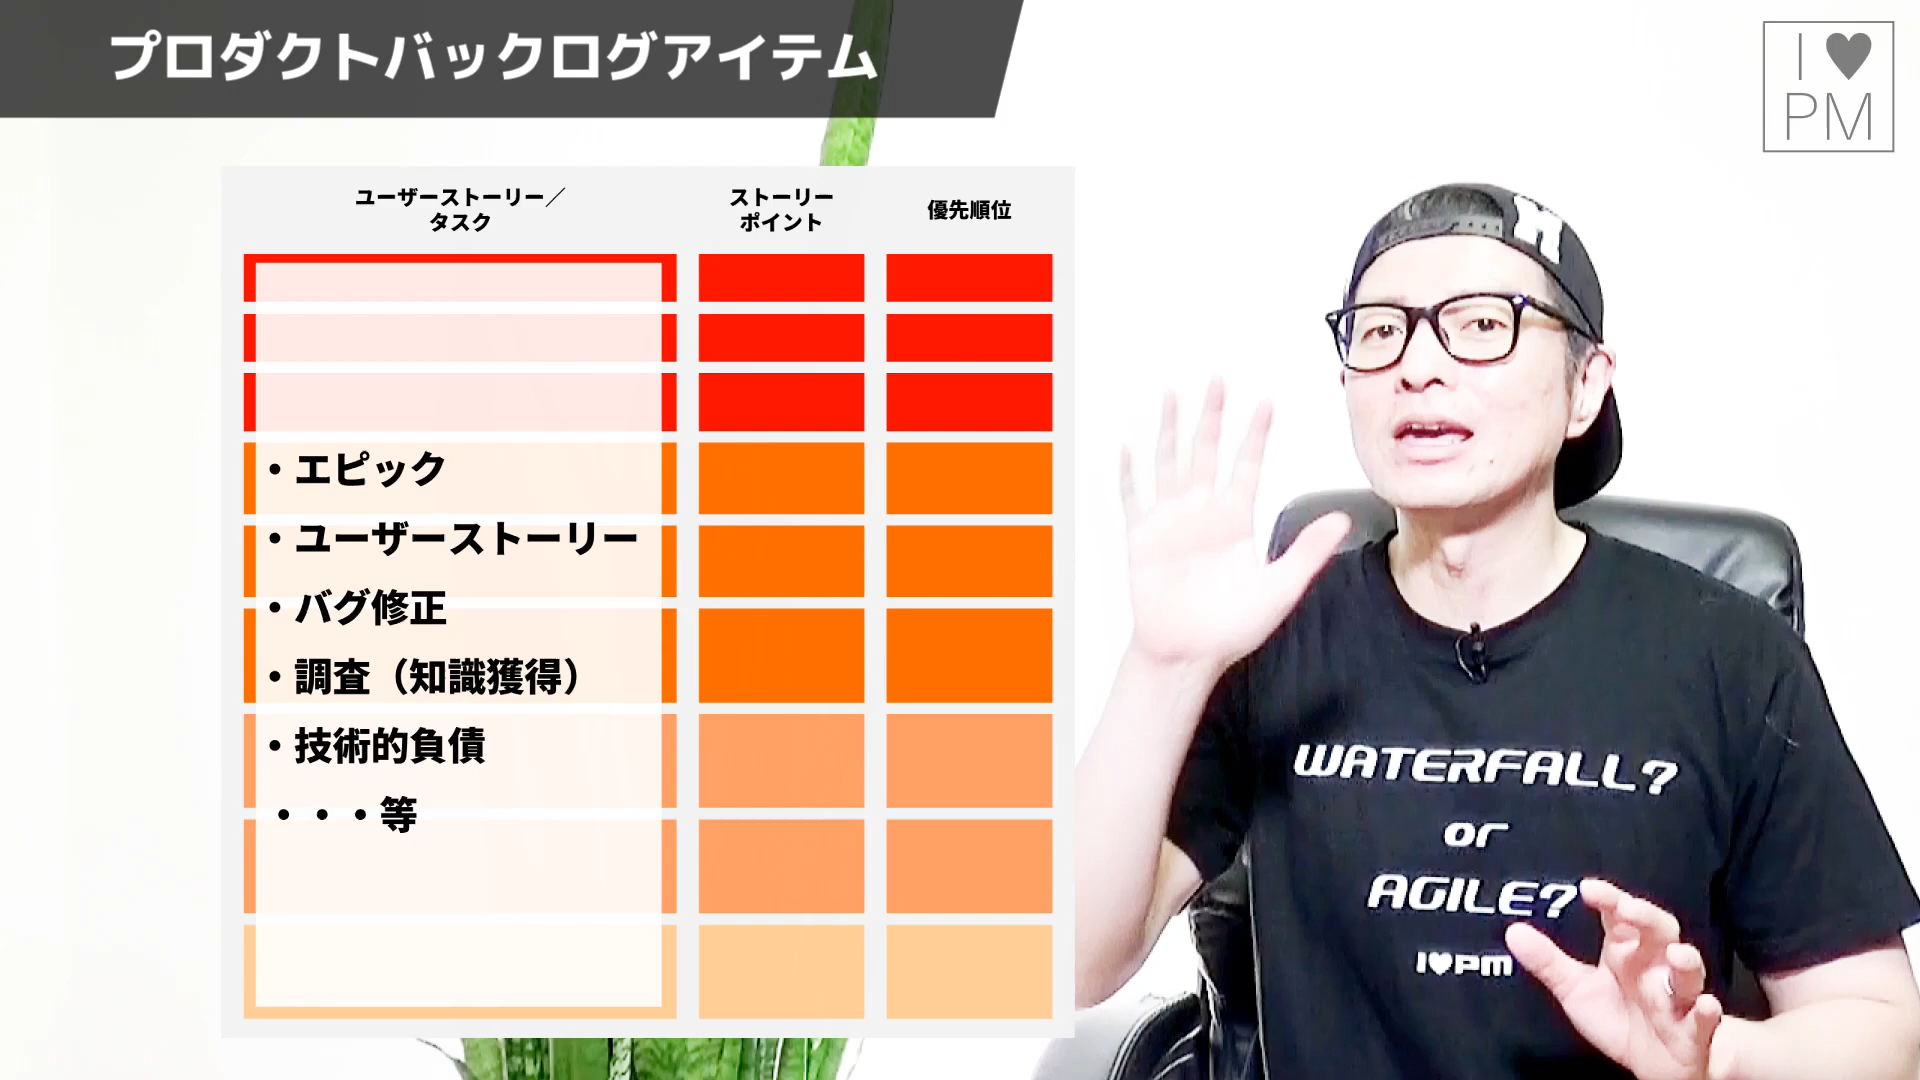 プロダクトバックログアイテム
I ♥
PM
ユーザーストーリー／
タスク
ストーリー
ポイント
優先順位
・エピック
・ユーザーストーリー
・バグ修正
・調査（知識獲得）
・技術的負債
・・・等
WATERFALL?
or
AGILE?
I♥PM